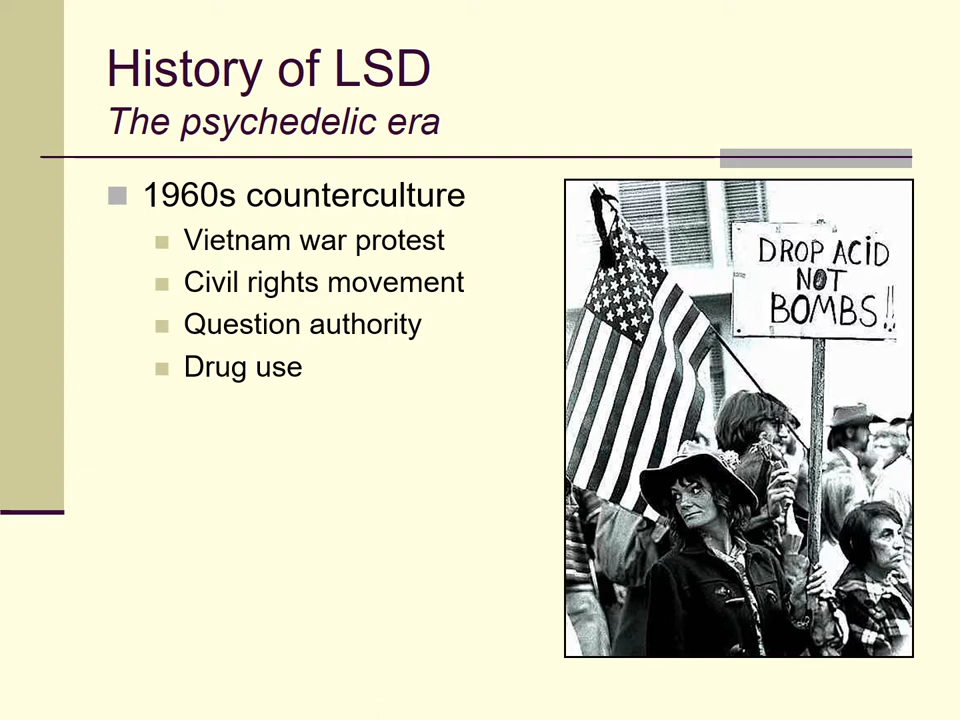 History of LSD
The psychedelic era
1960s counterculture
Vietnam war protest
Civil rights movement
Question authority
Drug use
DROP ACiD
NOT
BOMBS!!